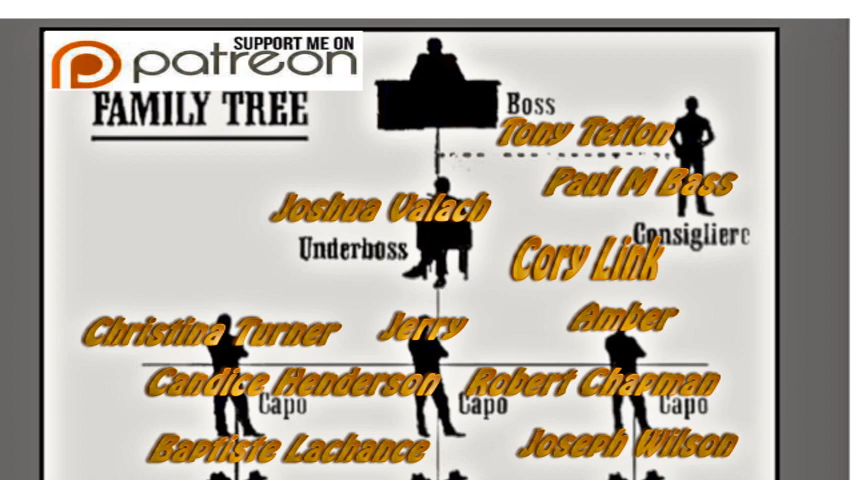 SUPPORT ME ON
patreon
FAMILY TREE
Boss
Tony Teflon
Paul M Bass
Joshua Valach
Consigliere
Underboss
Cory Link
Christina Turner
Jerry
Amber
Candice Henderson
Robert Chapman
Capo
Capo
Capo
Baptiste Lachance
Joseph Wilson